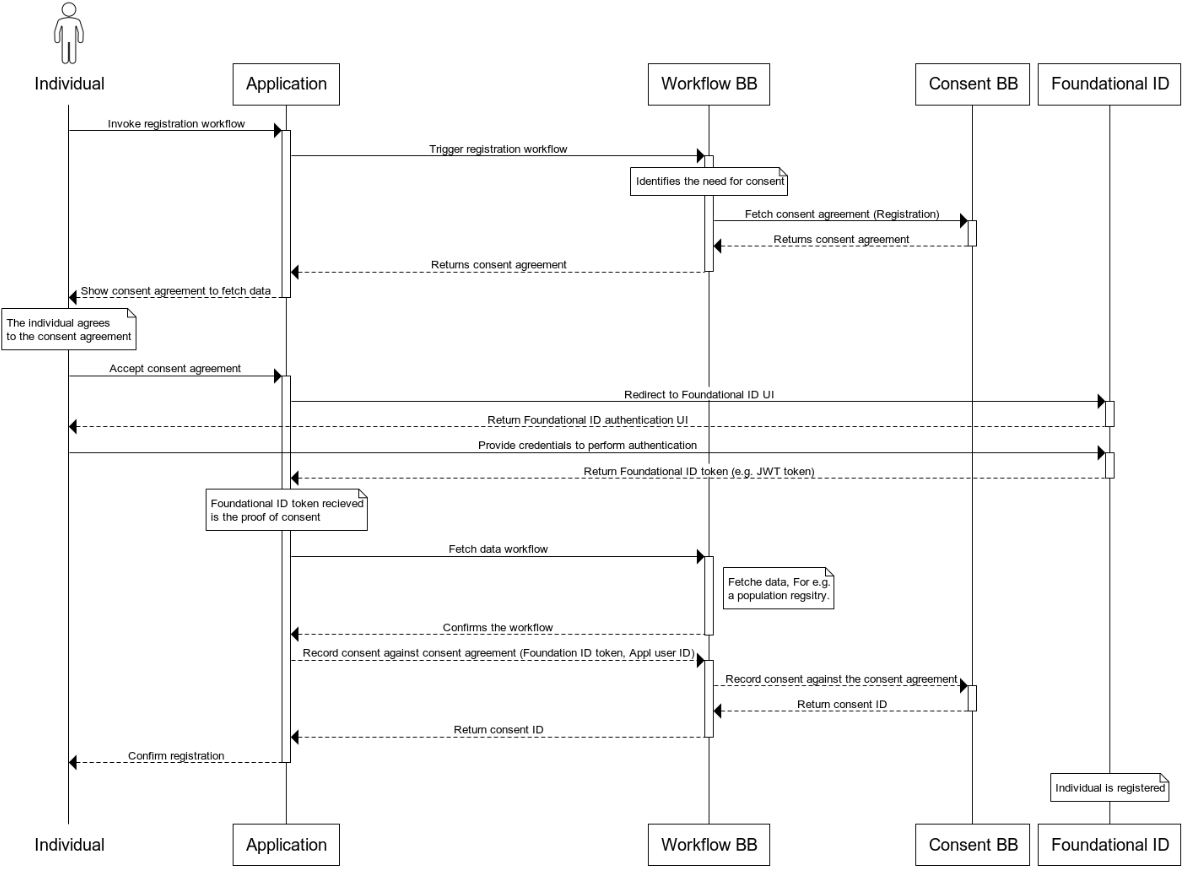 Individual
Application
Workflow BB
Consent BB
Foundational ID
Invoke registration workflow
Trigger registration workflow
Identifies the need for consent
Fetch consent agreement (Registration)
Returns consent agreement
Returns consent agreement
Show consent agreement to fetch data
The individual agrees
to the consent agreement
Accept consent agreement
Redirect to Foundational ID UI
Return Foundational ID authentication UI
Provide credentials to perform authentication
Return Foundational ID token (e.g. JWT token)
Foundational ID token recieved
is the proof of consent
Fetch data workflow
Fetche data, For e.g.
a population regsitry.
Confirms the workflow
Record consent against consent agreement (Foundation ID token, Appl user ID)
Record consent against the consent agreement
Return consent ID
Return consent ID
Confirm registration
Individual is registered
Individual
Application
Workflow BB
Consent BB
Foundational ID